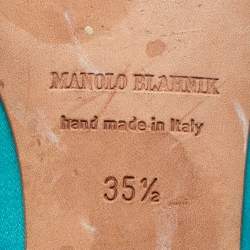 MANOLO BLAHNIK
hand made in Italy
35½